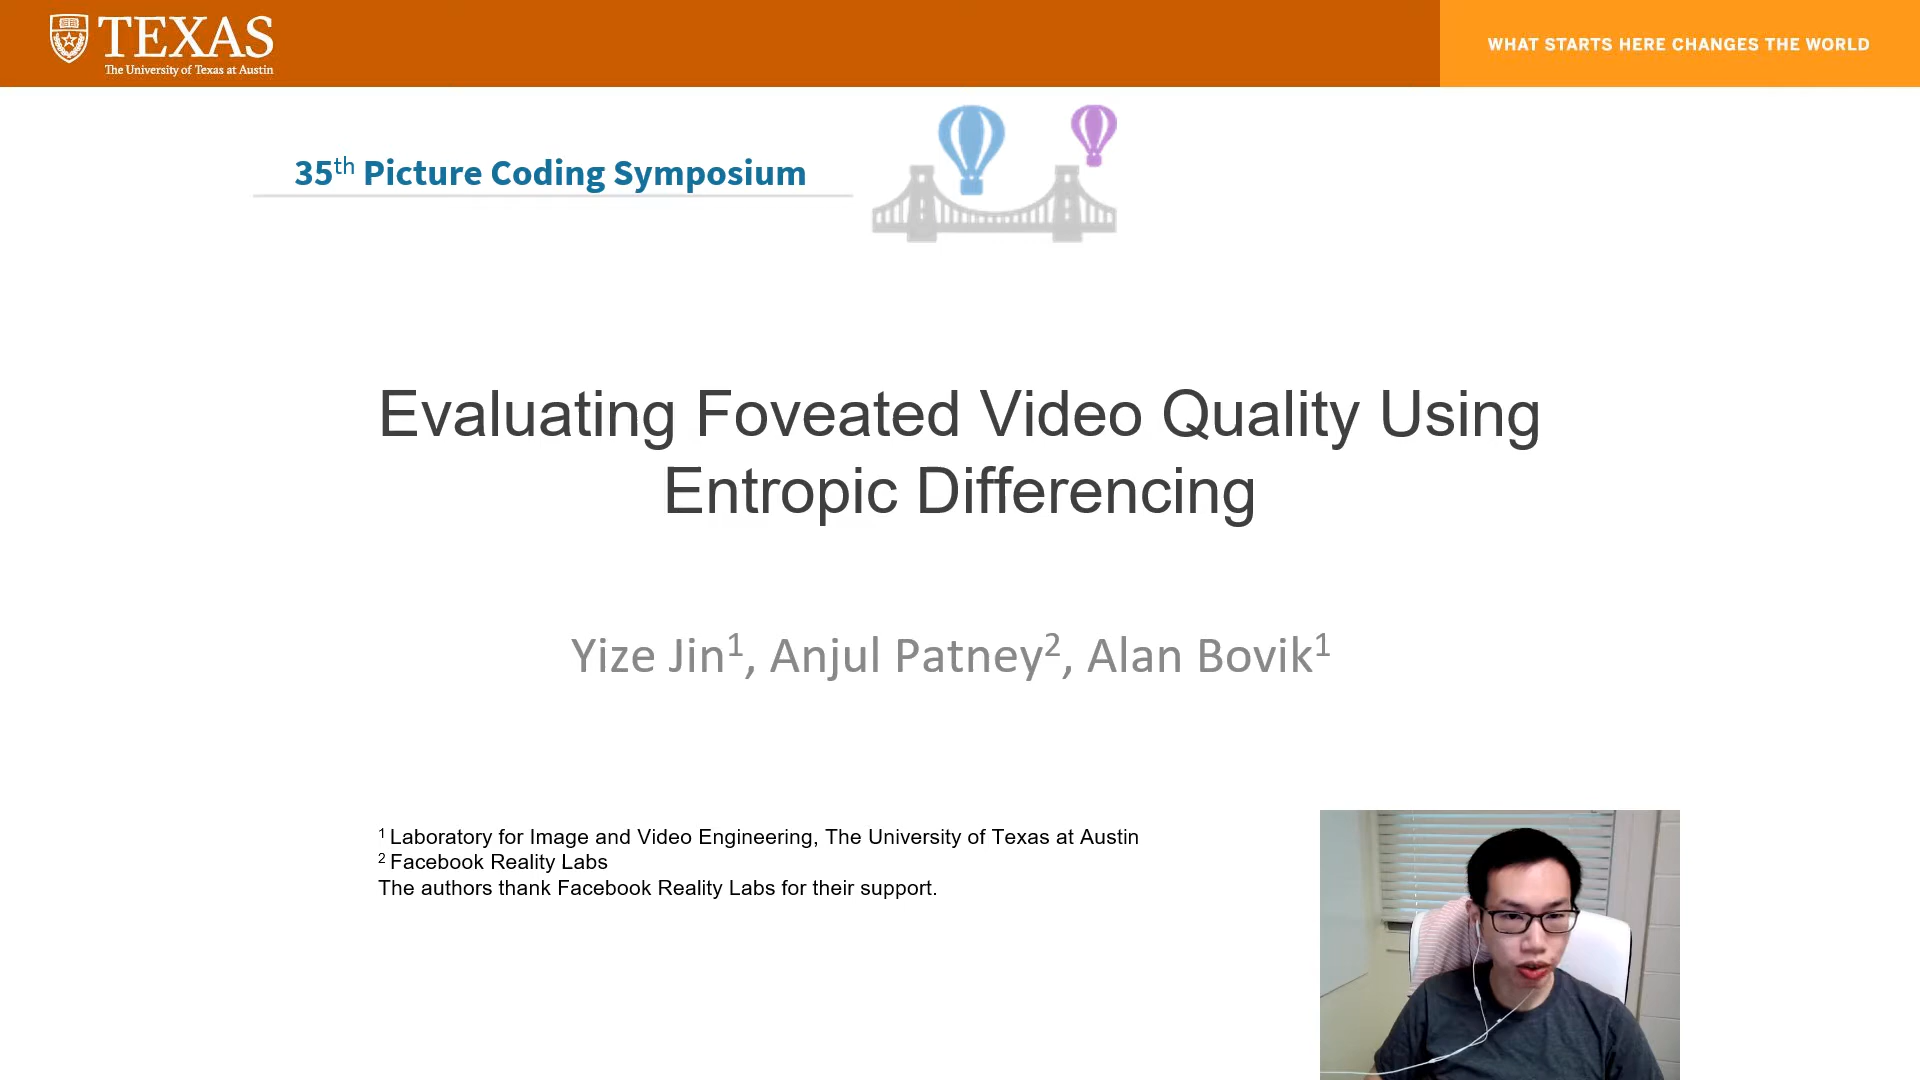 TEXAS
The University of Texas at Austin
WHAT STARTS HERE CHANGES THE WORLD
35th Picture Coding Symposium
Evaluating Foveated Video Quality Using
Entropic Differencing
Yize Jin1, Anjul Patney2, Alan Bovik1
1 Laboratory for Image and Video Engineering, The University of Texas at Austin
2 Facebook Reality Labs
The authors thank Facebook Reality Labs for their support.